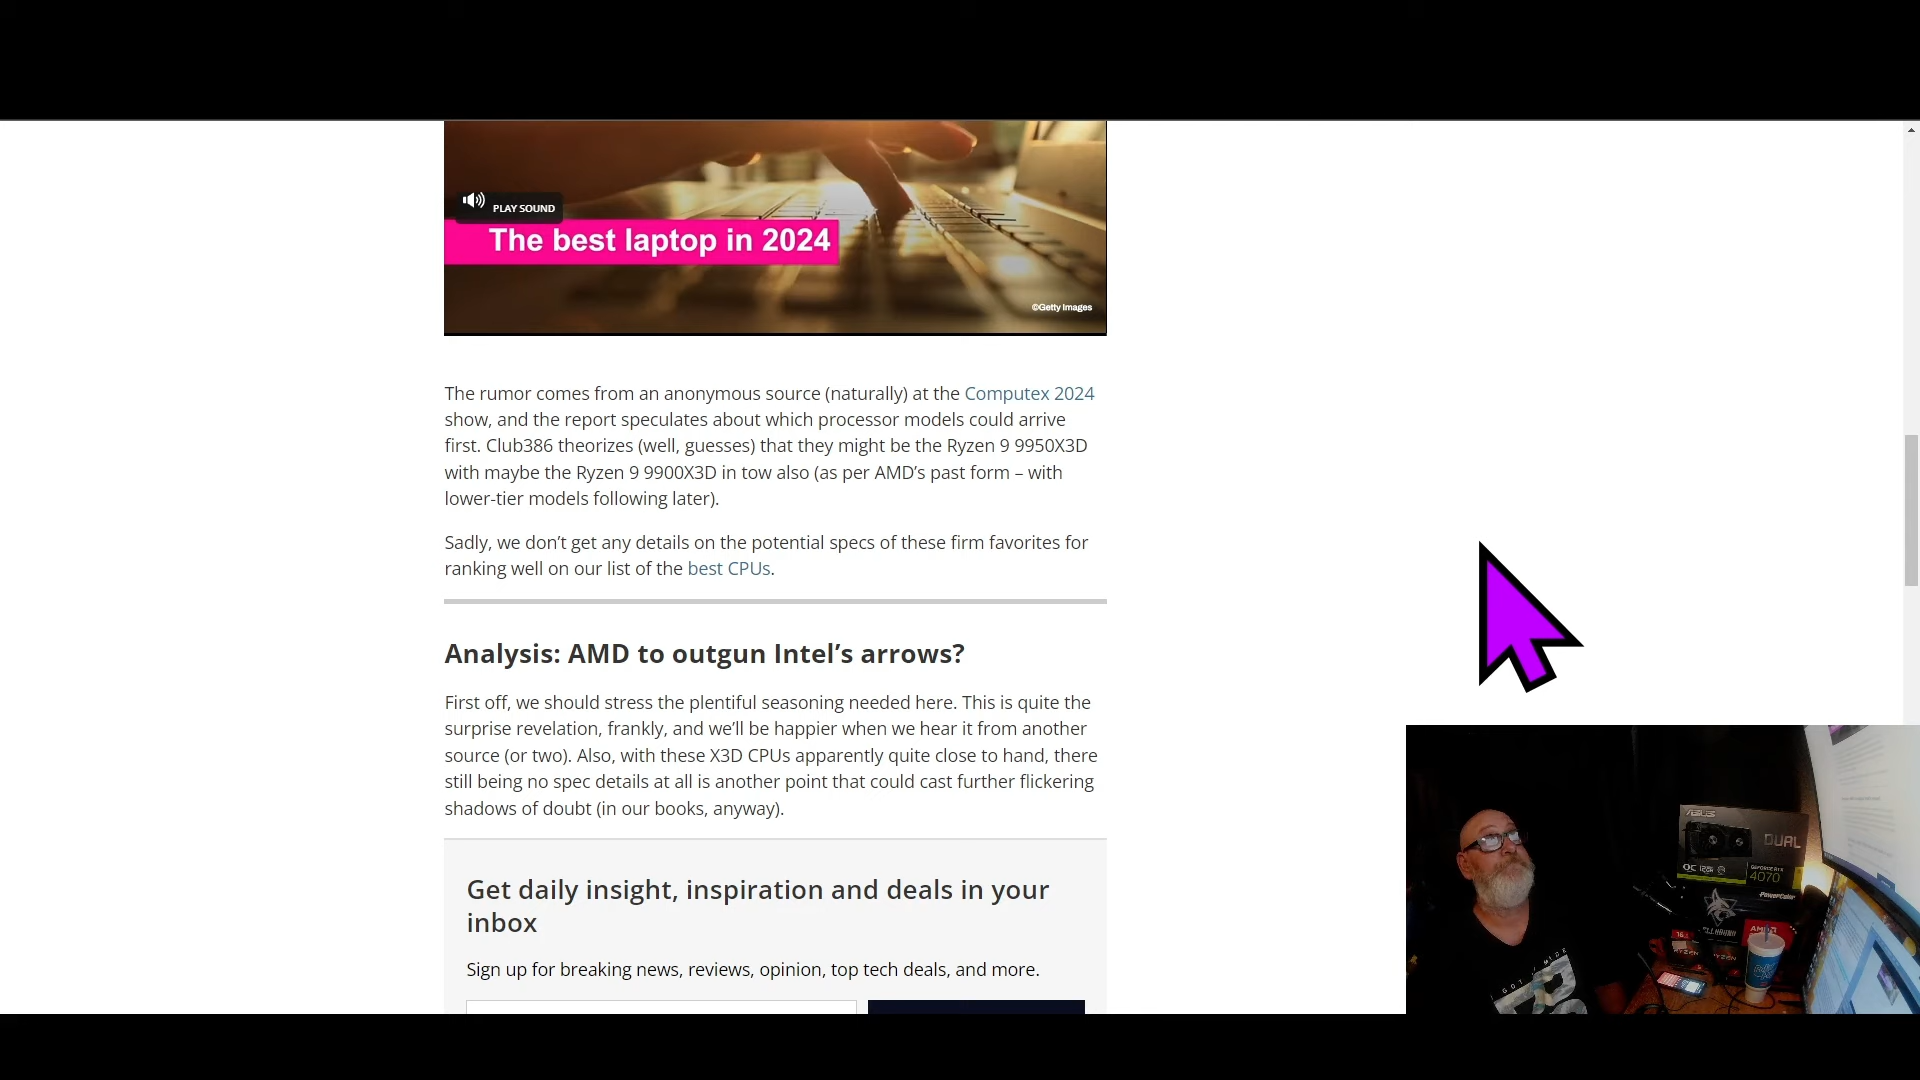 PLAY SOUND
The best laptop in 2024
©Getty Images
The rumor comes from an anonymous source (naturally) at the Computex 2024
show, and the report speculates about which processor models could arrive
first. Club386 theorizes (well, guesses) that they might be the Ryzen 9 9950X3D
with maybe the Ryzen 9 9900X3D in tow also (as per AMD’s past form – with
lower-tier models following later).
Sadly, we don’t get any details on the potential specs of these firm favorites for
ranking well on our list of the best CPUs.
Analysis: AMD to outgun Intel’s arrows?
First off, we should stress the plentiful seasoning needed here. This is quite the
surprise revelation, frankly, and we’ll be happier when we hear it from another
source (or two). Also, with these X3D CPUs apparently quite close to hand, there
still being no spec details at all is another point that could cast further flickering
shadows of doubt (in our books, anyway).
Get daily insight, inspiration and deals in your
inbox
Sign up for breaking news, reviews, opinion, top tech deals, and more.
ASUS
DUAL
GEFORCE RTX
4070
PowerColor
AMD
RYZEN
GOT